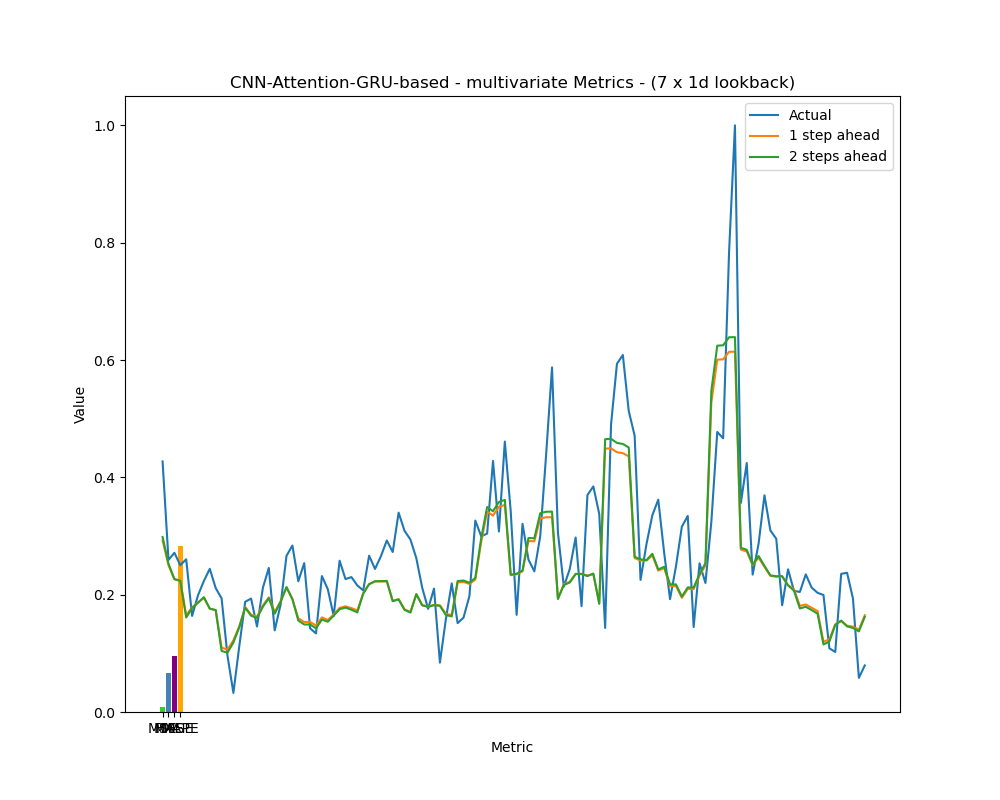 CNN-Attention-GRU-based - multivariate Metrics - (7 x 1d lookback)
Actual
1 step ahead
2 steps ahead
1.0
0.8
0.6
0.4
0.2
0.0
Value
Metric